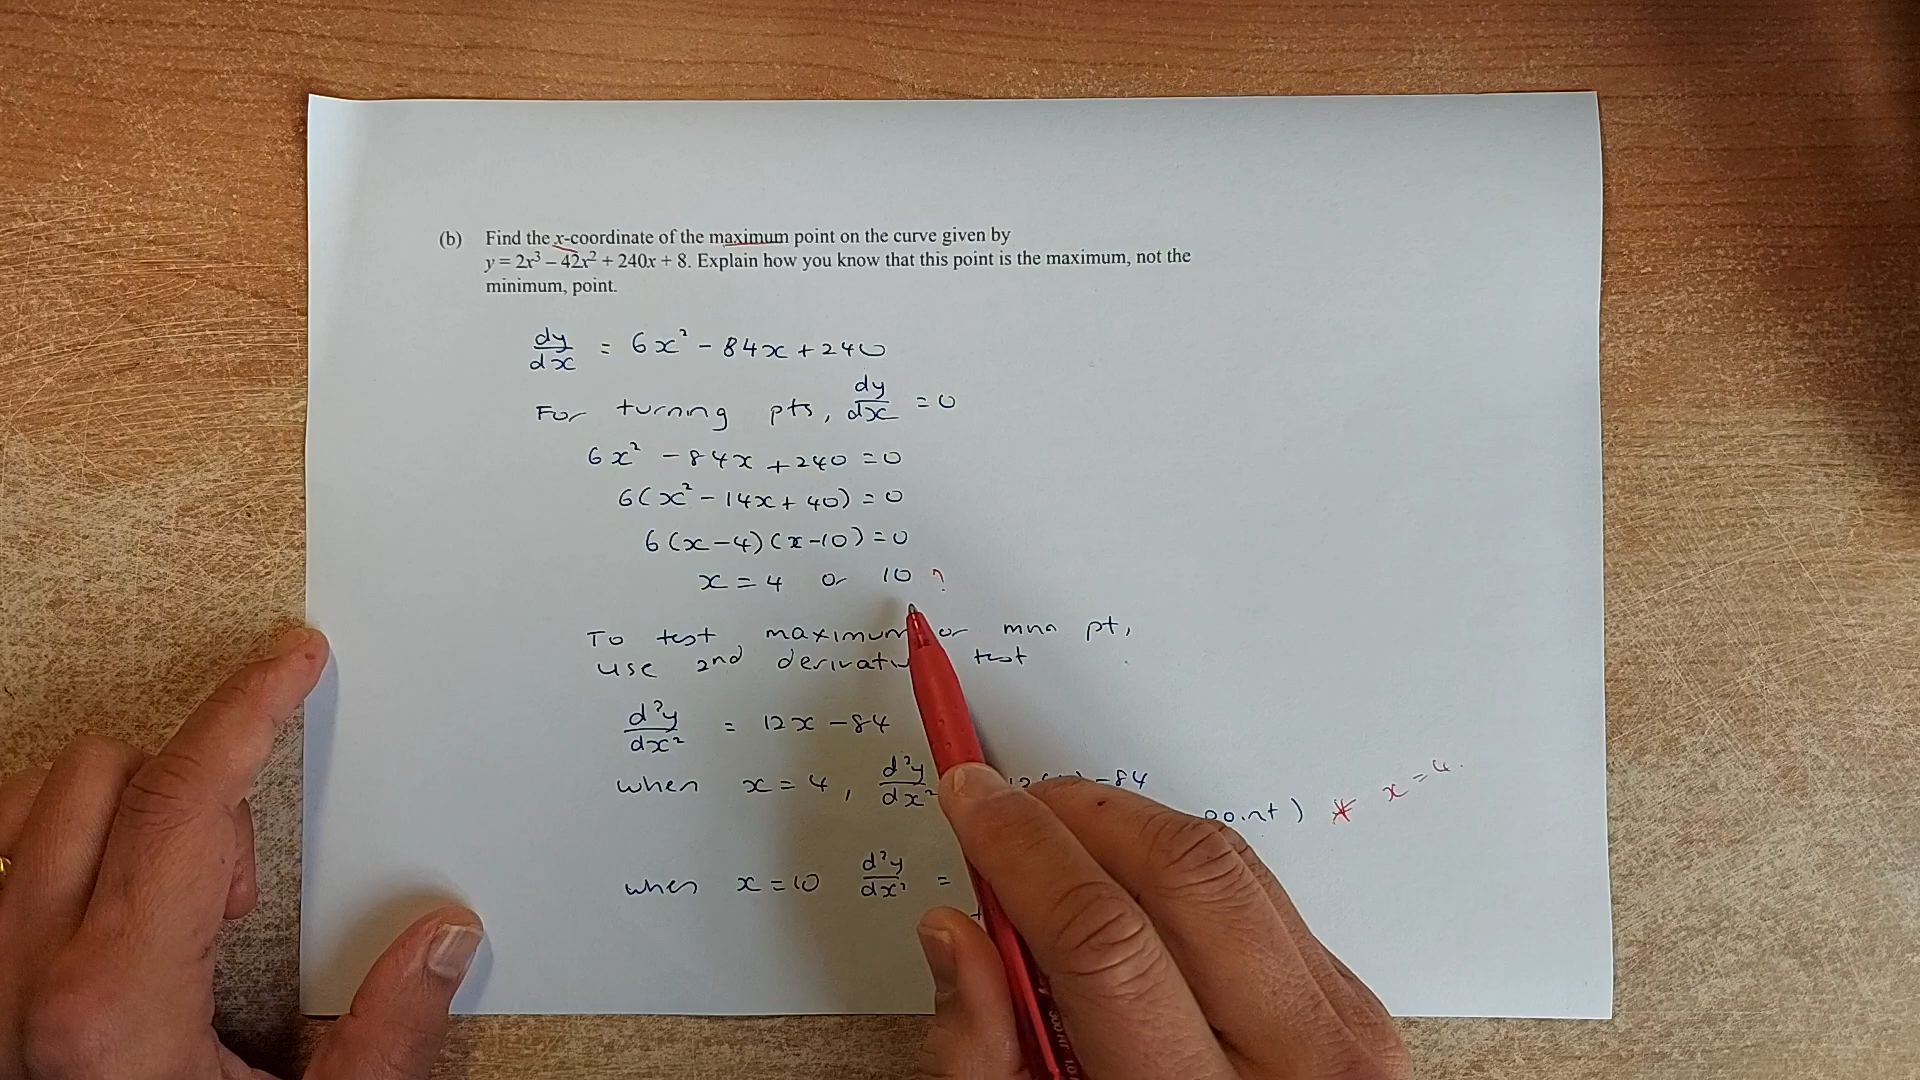 (b) Find the x-coordinate of the maximum point on the curve given by
y = 2x³ – 42x² + 240x + 8. Explain how you know that this point is the maximum, not the
minimum, point.
dy/dx = 6x² - 84x + 240
For turning pts, dy/dx = 0
6x² - 84x + 240 = 0
6(x² - 14x + 40) = 0
6(x-4)(x-10) = 0
x = 4 or 10 ?
To test maximum or pt,
use 2nd test
d²y/dx² = 12x - 84
when x = 4, d²y/dx² - 84
point) * x = 4.
when x = 10 d²y/dx² =